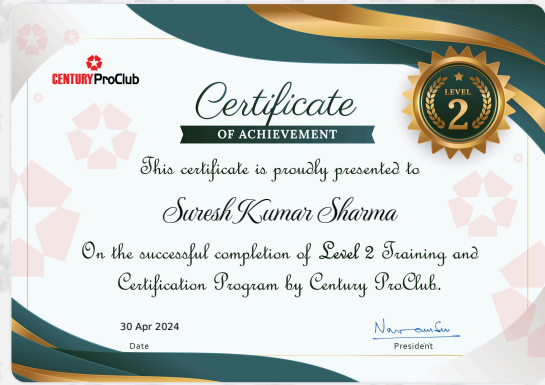 CENTURY ProClub
Certificate
OF ACHIEVEMENT
LEVEL
2
This certificate is proudly presented to
Suresh Kumar Sharma
On the successful completion of Level 2 Training and
Certification Program by Century ProClub.
30 Apr 2024
Date
President